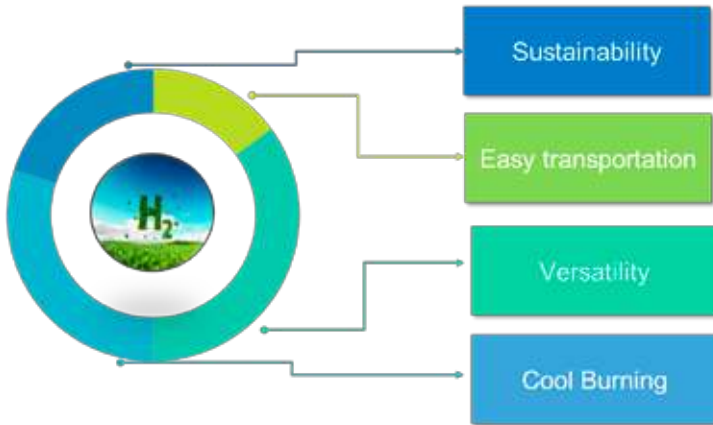 Sustainability
Easy transportation
H2
Versatility
Cool Burning